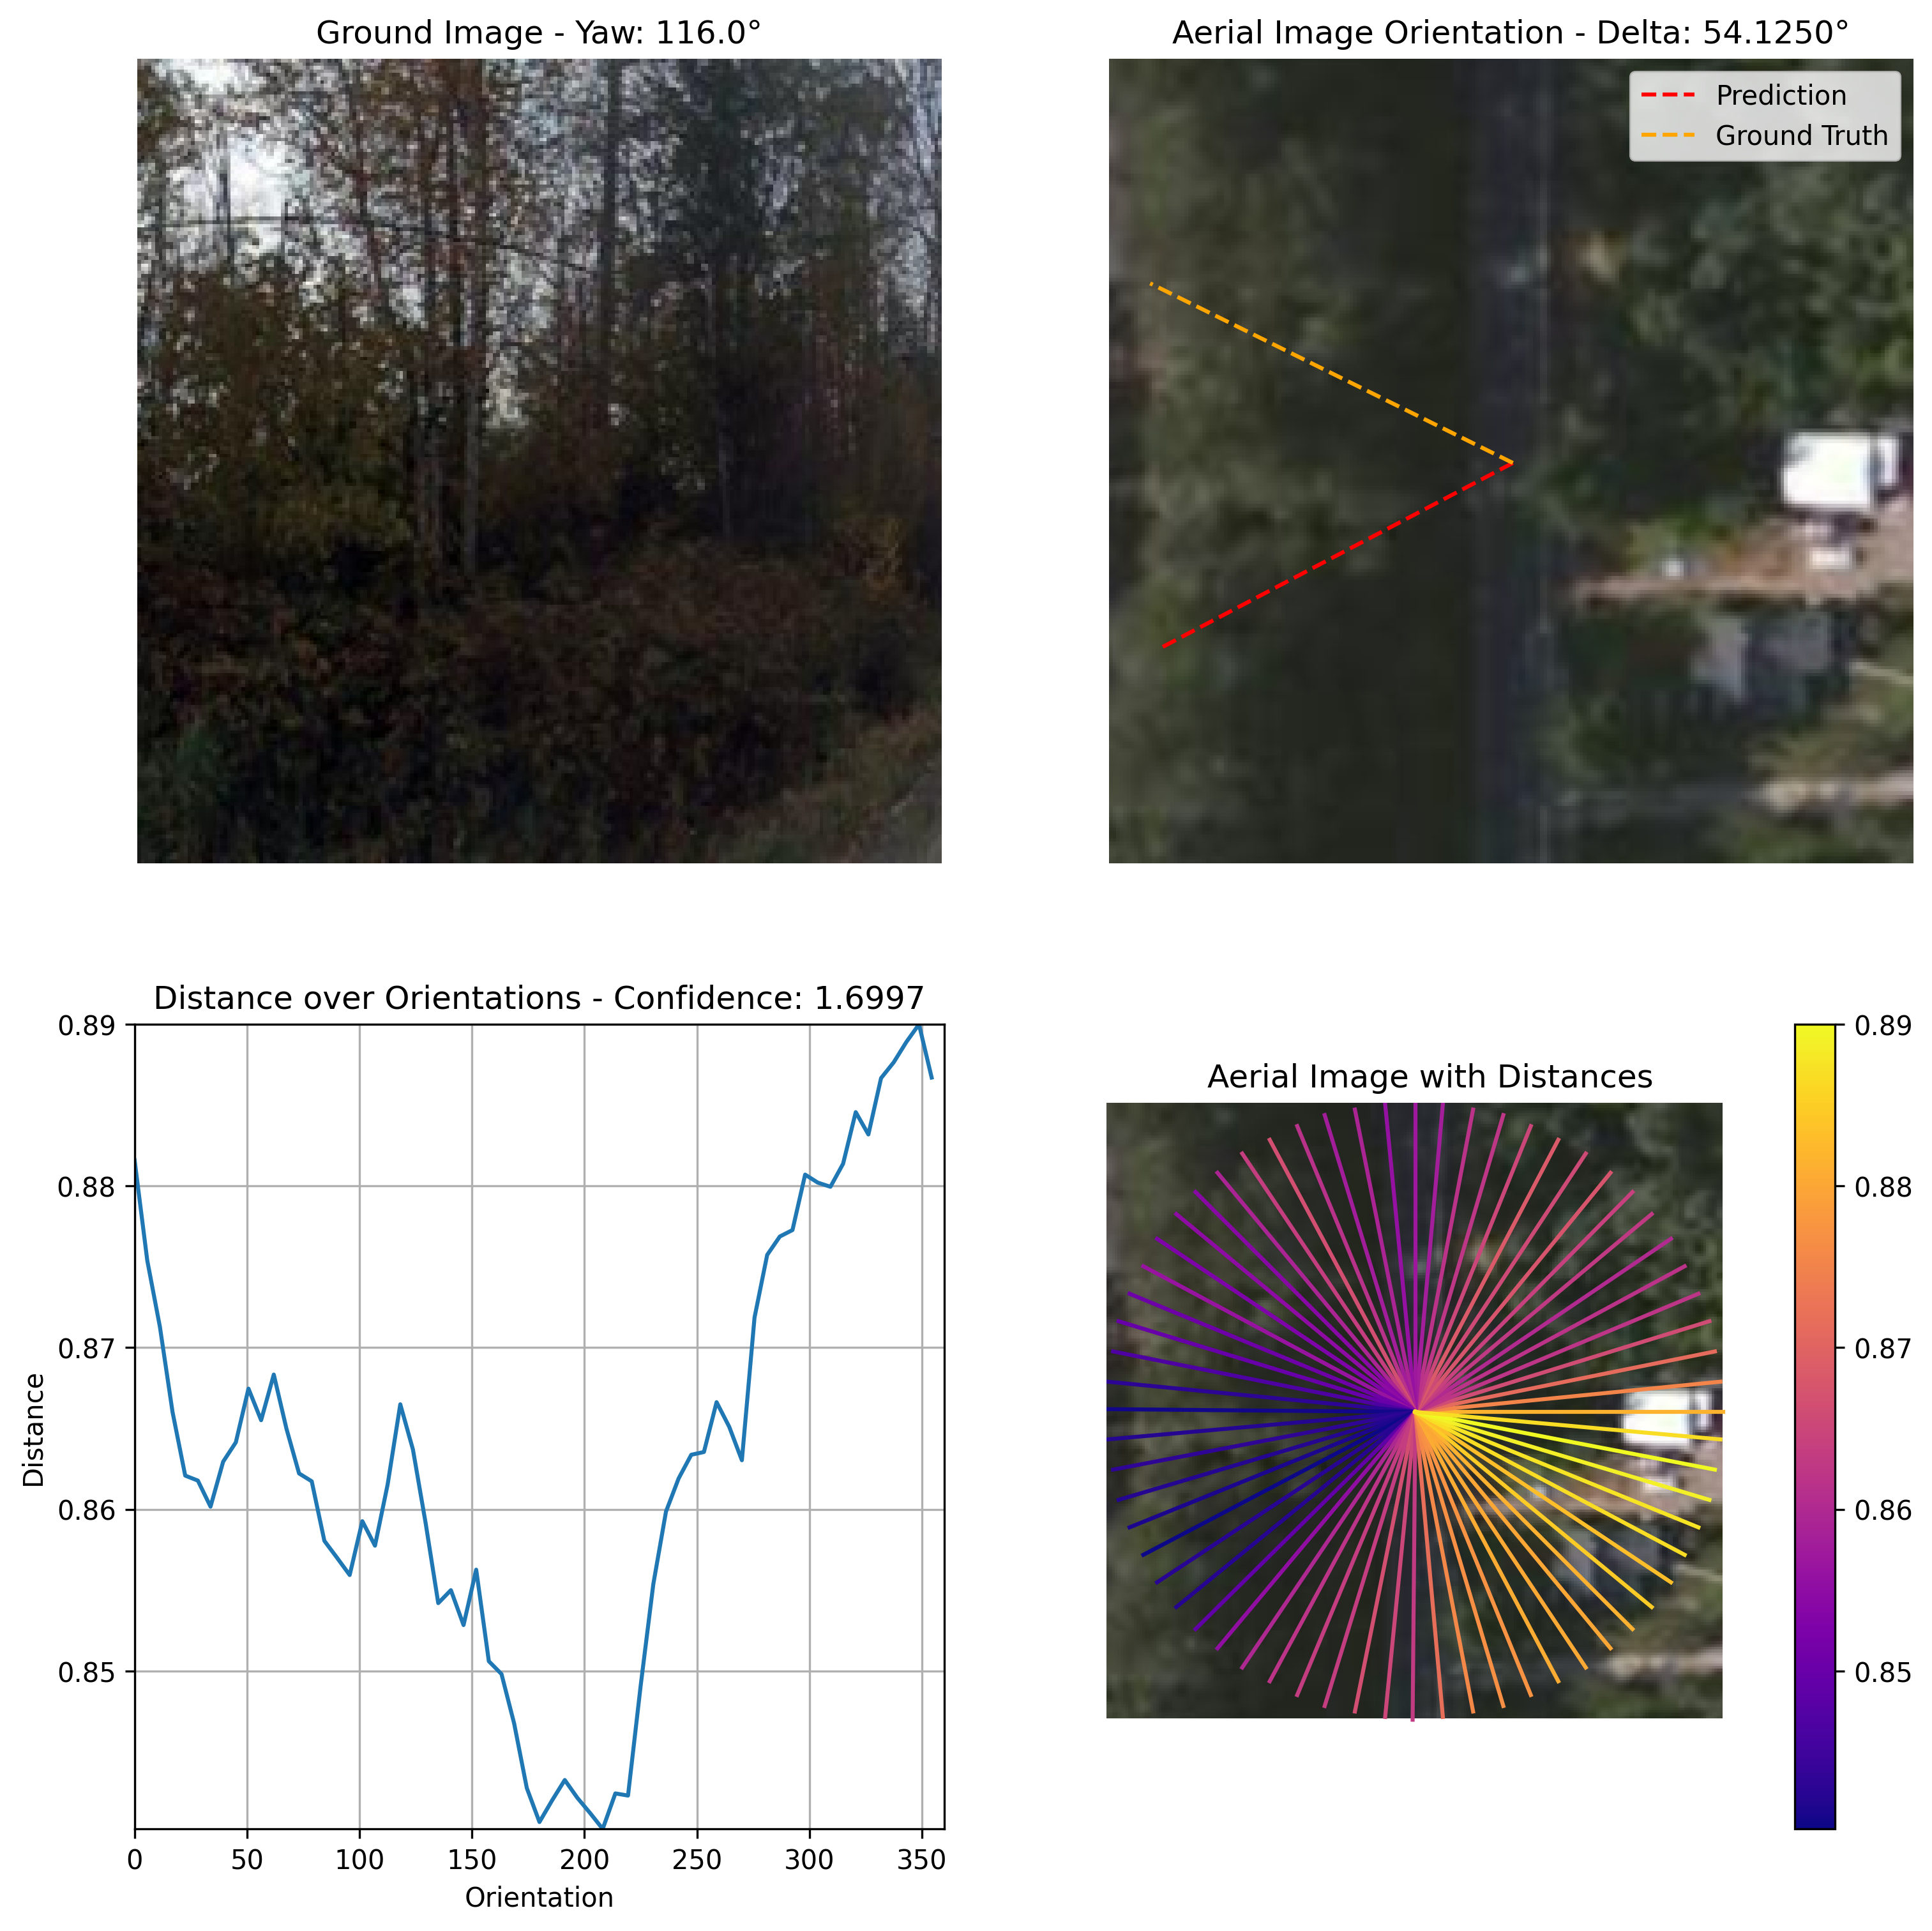 Ground Image - Yaw: 116.0°
Aerial Image Orientation - Delta: 54.1250°
Prediction
Ground Truth
Distance over Orientations - Confidence: 1.6997
0.89
0.88
0.87
0.86
0.85
Distance
0
50
100
150
200
250
300
350
Orientation
Aerial Image with Distances
0.89
0.88
0.87
0.86
0.85